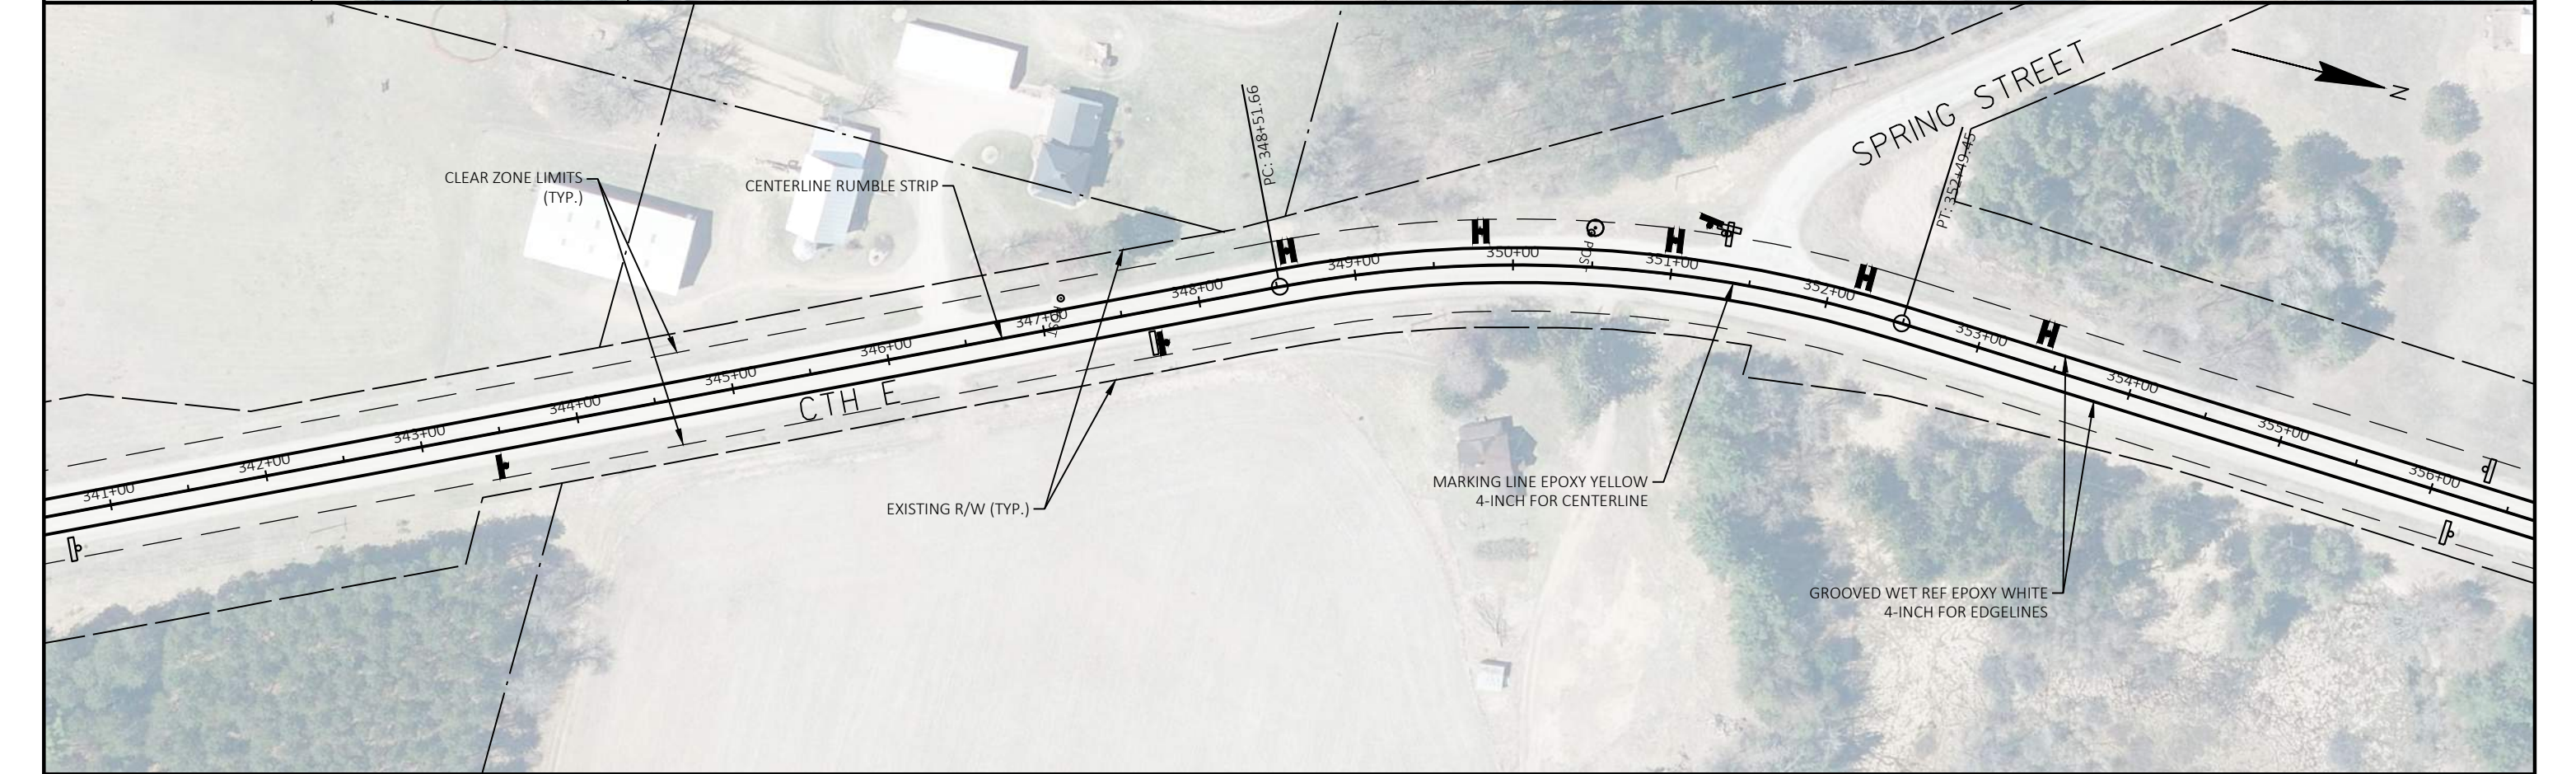 SPRING STREET
N
PC: 348+51.66
PT: 352+49.45
CLEAR ZONE LIMITS
(TYP.)
CENTERLINE RUMBLE STRIP
341+00
342+00
343+00
344+00
345+00
346+00
347+00
348+00
349+00
350+00
351+00
352+00
353+00
354+00
355+00
356+00
CTH E
EXISTING R/W (TYP.)
MARKING LINE EPOXY YELLOW
4-INCH FOR CENTERLINE
GROOVED WET REF EPOXY WHITE
4-INCH FOR EDGELINES